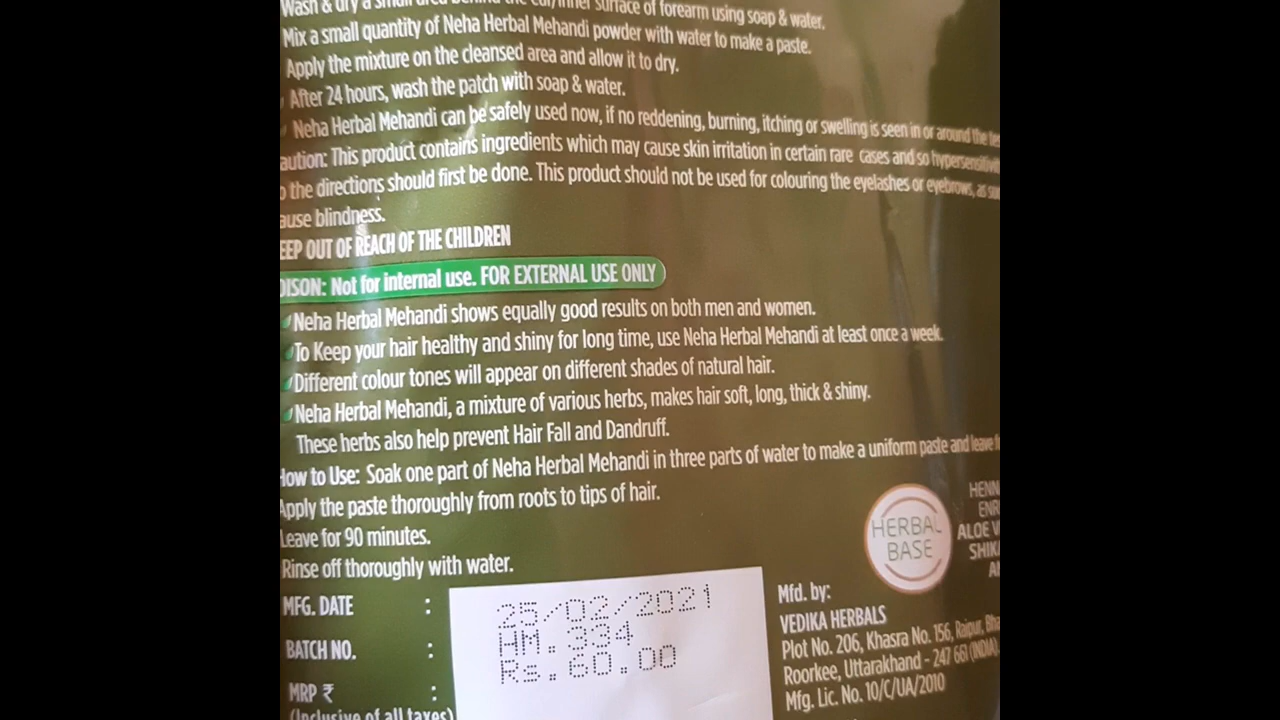 Wash & dry a small area behind the ear/inner surface of forearm using soap & water.
Mix a small quantity of Neha Herbal Mehandi powder with water to make a paste.
Apply the mixture on the cleansed area and allow it to dry.
After 24 hours, wash the patch with soap & water.
Neha Herbal Mehandi can be safely used now, if no reddening, burning, itching or swelling is seen in or around the tes
aution: This product contains ingredients which may cause skin irritation in certain rare cases and so hypersensitivit
o the directions should first be done. This product should not be used for colouring the eyelashes or eyebrows, as su
ause blindness.
EEP OUT OF REACH OF THE CHILDREN
OISON: Not for internal use. FOR EXTERNAL USE ONLY
Neha Herbal Mehandi shows equally good results on both men and women.
To Keep your hair healthy and shiny for long time, use Neha Herbal Mehandi at least once a week.
Different colour tones will appear on different shades of natural hair.
Neha Herbal Mehandi, a mixture of various herbs, makes hair soft, long, thick & shiny.
These herbs also help prevent Hair Fall and Dandruff.
How to Use: Soak one part of Neha Herbal Mehandi in three parts of water to make a uniform paste and leave f
Apply the paste thoroughly from roots to tips of hair.
Leave for 90 minutes.
Rinse off thoroughly with water.
HERBAL
BASE
HENN
ENR
ALOE V
SHIK
A
MFG. DATE : 25/02/2021
BATCH NO. : HM.334
MRP ₹ : Rs.60.00
(Inclusive of all taxes)
Mfd. by:
VEDIKA HERBALS
Plot No. 206, Khasra No. 156, Raipur, Bha
Roorkee, Uttarakhand - 247 661 (INDIA)
Mfg. Lic. No. 10/C/UA/2010